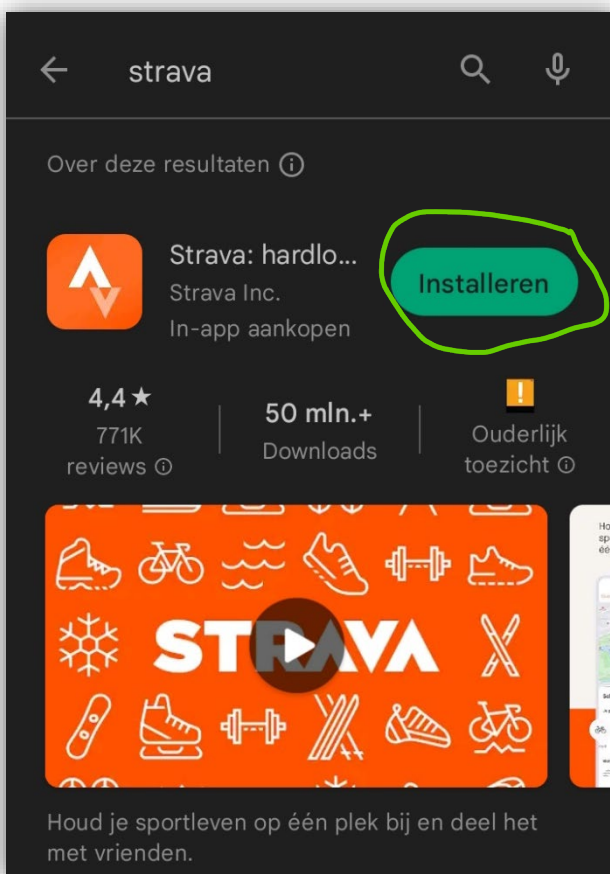 strava
Over deze resultaten
Strava: hardlo...
Strava Inc.
In-app aankopen
Installeren
4,4 ★
771K
reviews
50 mln.+
Downloads
!
Ouderlijk
toezicht
STRAVA
Houd je sportleven op één plek bij en deel het
met vrienden.